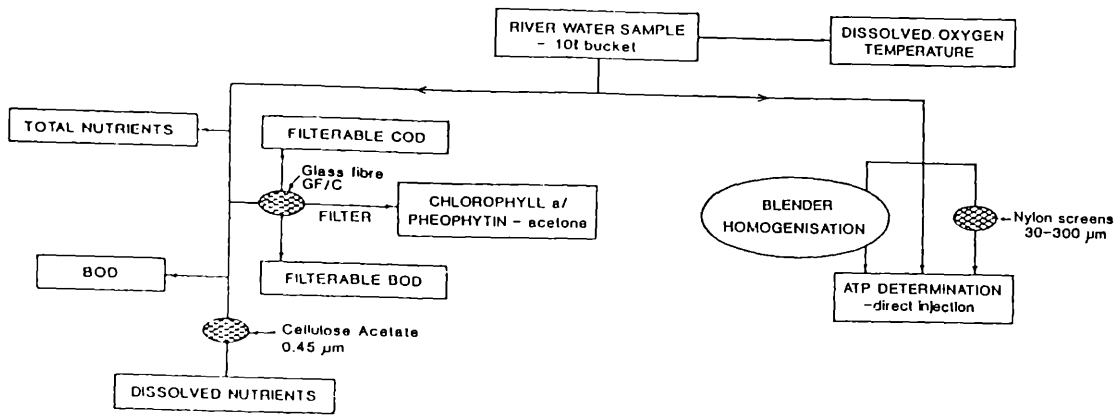 RIVER WATER SAMPLE
- 10ℓ bucket
DISSOLVED OXYGEN
TEMPERATURE
TOTAL NUTRIENTS
FILTERABLE COD
Glass fibre
GF/C
FILTER
CHLOROPHYLL a/
PHEOPHYTIN - acetone
BLENDER
HOMOGENISATION
Nylon screens
30-300 µm
BOD
FILTERABLE BOD
ATP DETERMINATION
-direct injection
Cellulose Acetate
0.45 µm
DISSOLVED NUTRIENTS